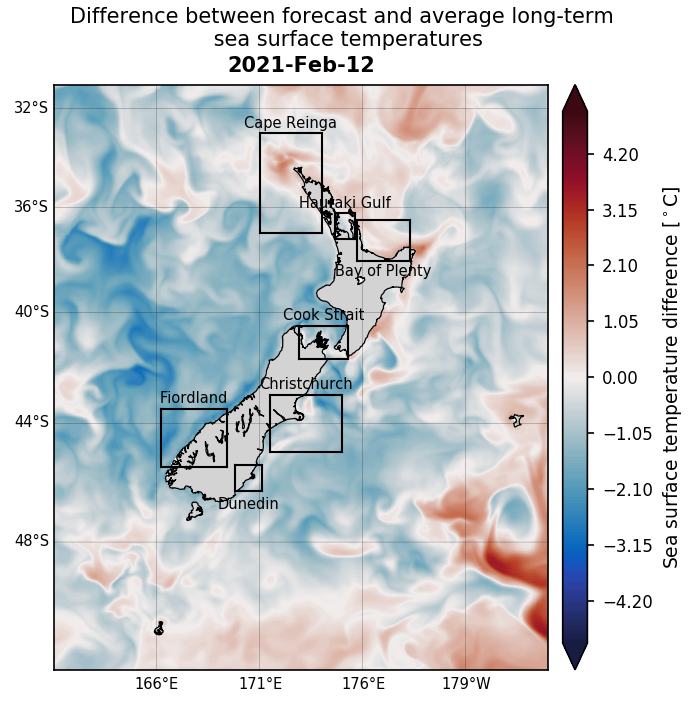 Difference between forecast and average long-term
sea surface temperatures
2021-Feb-12
32°S
36°S
40°S
44°S
48°S
166°E
171°E
176°E
179°W
Cape Reinga
Hauraki Gulf
Bay of Plenty
Cook Strait
Christchurch
Fiordland
Dunedin
4.20
3.15
2.10
1.05
0.00
−1.05
−2.10
−3.15
−4.20
Sea surface temperature difference [°C]